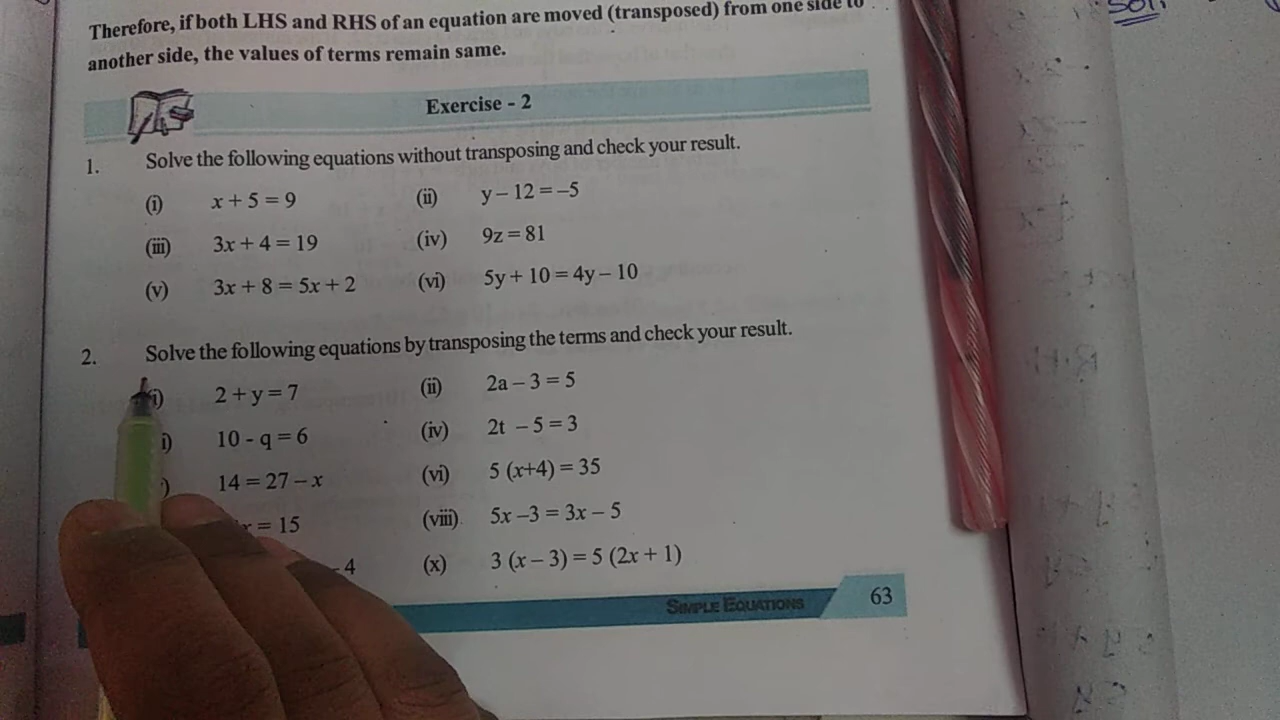 Therefore, if both LHS and RHS of an equation are moved (transposed) from one side to
another side, the values of terms remain same.
Exercise - 2
1. Solve the following equations without transposing and check your result.
(i) x + 5 = 9 (ii) y – 12 = –5
(iii) 3x + 4 = 19 (iv) 9z = 81
(v) 3x + 8 = 5x + 2 (vi) 5y + 10 = 4y – 10
2. Solve the following equations by transposing the terms and check your result.
i) 2 + y = 7 (ii) 2a – 3 = 5
i) 10 - q = 6 (iv) 2t – 5 = 3
) 14 = 27 – x (vi) 5 (x+4) = 35
x = 15 (viii) 5x –3 = 3x – 5
- 4 (x) 3 (x – 3) = 5 (2x + 1)
SIMPLE EQUATIONS 63
Sol.